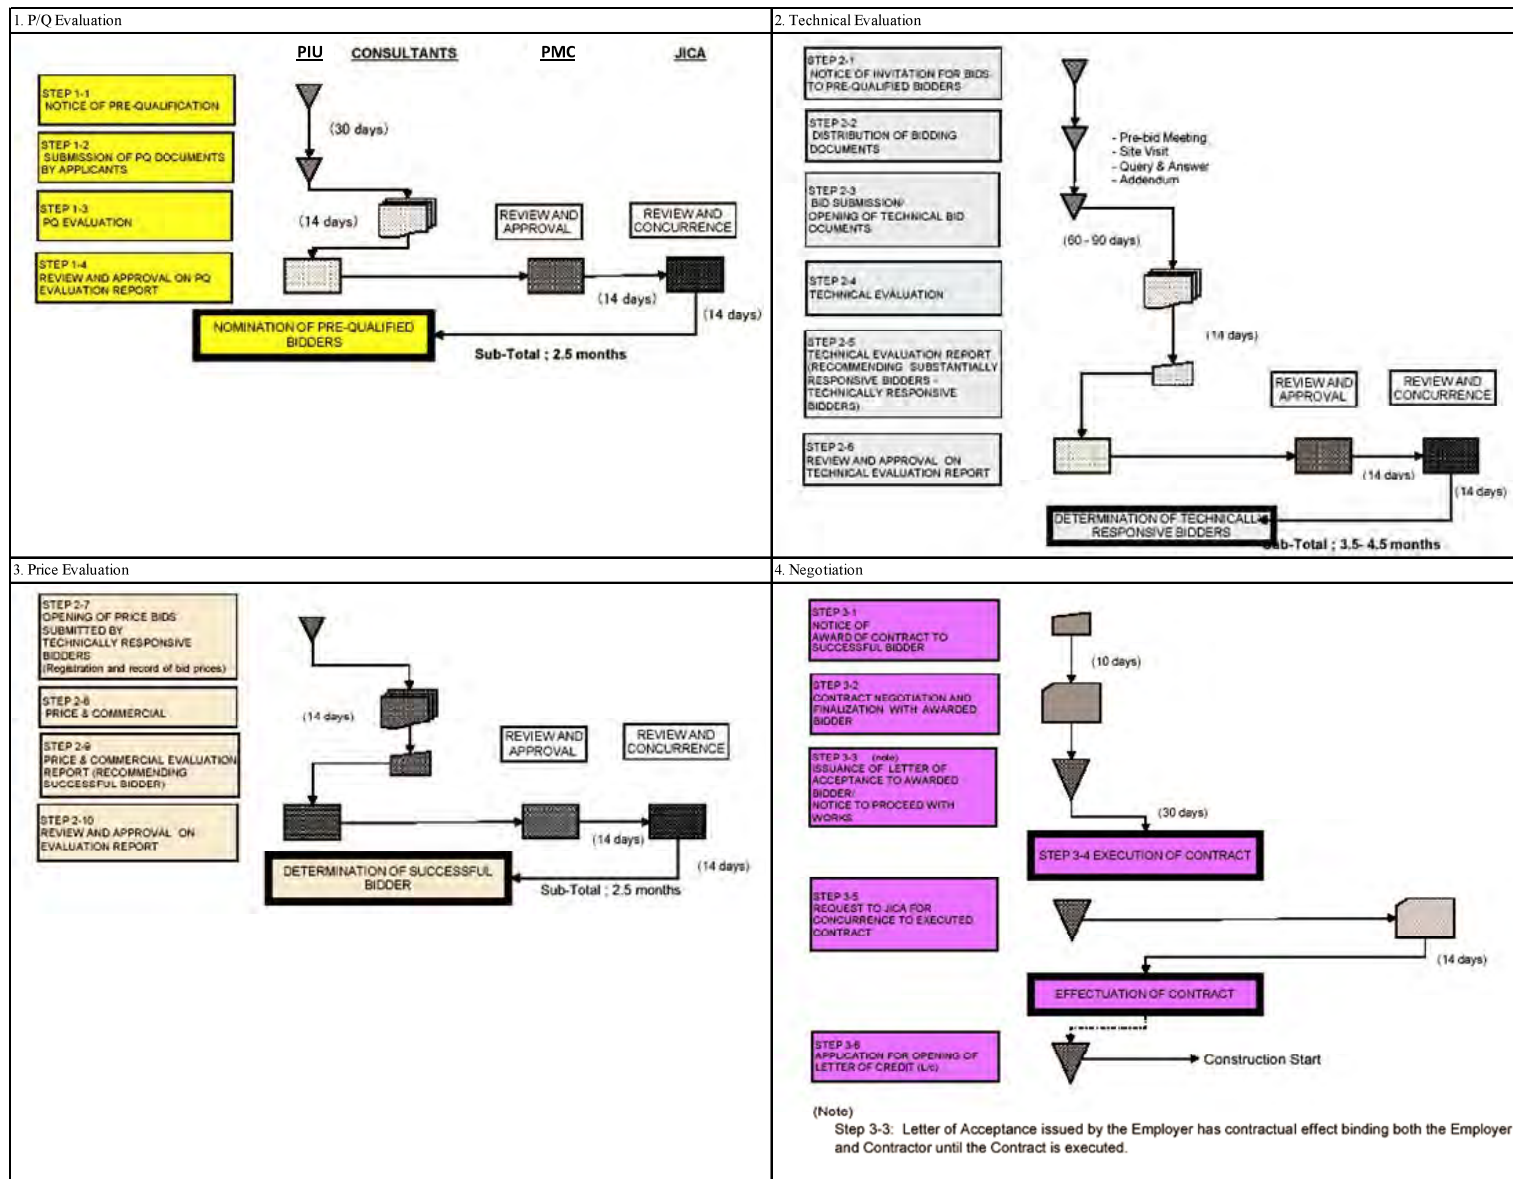 1. P/Q Evaluation
PIU
CONSULTANTS
PMC
JICA
STEP 1-1
NOTICE OF PRE-QUALIFICATION
STEP 1-2
SUBMISSION OF PQ DOCUMENTS
BY APPLICANTS
STEP 1-3
PQ EVALUATION
STEP 1-4
REVIEW AND APPROVAL ON PQ
EVALUATION REPORT
(30 days)
(14 days)
REVIEW AND
APPROVAL
REVIEW AND
CONCURRENCE
(14 days)
(14 days)
NOMINATION OF PRE-QUALIFIED
BIDDERS
Sub-Total ; 2.5 months
2. Technical Evaluation
STEP 2-1
NOTICE OF INVITATION FOR BIDS
TO PRE-QUALIFIED BIDDERS
STEP 2-2
DISTRIBUTION OF BIDDING
DOCUMENTS
STEP 2-3
BID SUBMISSION/
OPENING OF TECHNICAL BID
OCUMENTS
STEP 2-4
TECHNICAL EVALUATION
STEP 2-5
TECHNICAL EVALUATION REPORT
(RECOMMENDING SUBSTANTIALLY
RESPONSIVE BIDDERS -
TECHNICALLY RESPONSIVE
BIDDERS)
STEP 2-6
REVIEW AND APPROVAL ON
TECHNICAL EVALUATION REPORT
- Pre-bid Meeting
- Site Visit
- Query & Answer
- Addendum
(60 - 90 days)
(14 days)
REVIEW AND
APPROVAL
REVIEW AND
CONCURRENCE
(14 days)
(14 days)
DETERMINATION OF TECHNICALLY
RESPONSIVE BIDDERS
Sub-Total ; 3.5- 4.5 months
3. Price Evaluation
STEP 2-7
OPENING OF PRICE BIDS
SUBMITTED BY
TECHNICALLY RESPONSIVE
BIDDERS
(Registration and record of bid prices)
STEP 2-8
PRICE & COMMERCIAL
STEP 2-9
PRICE & COMMERCIAL EVALUATION
REPORT (RECOMMENDING
SUCCESSFUL BIDDER)
STEP 2-10
REVIEW AND APPROVAL ON
EVALUATION REPORT
(14 days)
REVIEW AND
APPROVAL
REVIEW AND
CONCURRENCE
(14 days)
(14 days)
DETERMINATION OF SUCCESSFUL
BIDDER
Sub-Total ; 2.5 months
4. Negotiation
STEP 3-1
NOTICE OF
AWARD OF CONTRACT TO
SUCCESSFUL BIDDER
(10 days)
STEP 3-2
CONTRACT NEGOTIATION AND
FINALIZATION WITH AWARDED
BIDDER
STEP 3-3 (note)
ISSUANCE OF LETTER OF
ACCEPTANCE TO AWARDED
BIDDER/
NOTICE TO PROCEED WITH
WORKS
(30 days)
STEP 3-4 EXECUTION OF CONTRACT
STEP 3-5
REQUEST TO JICA FOR
CONCURRENCE TO EXECUTED
CONTRACT
(14 days)
EFFECTUATION OF CONTRACT
STEP 3-6
APPLICATION FOR OPENING OF
LETTER OF CREDIT (L/c)
Construction Start
(Note)
Step 3-3: Letter of Acceptance issued by the Employer has contractual effect binding both the Employer
and Contractor until the Contract is executed.